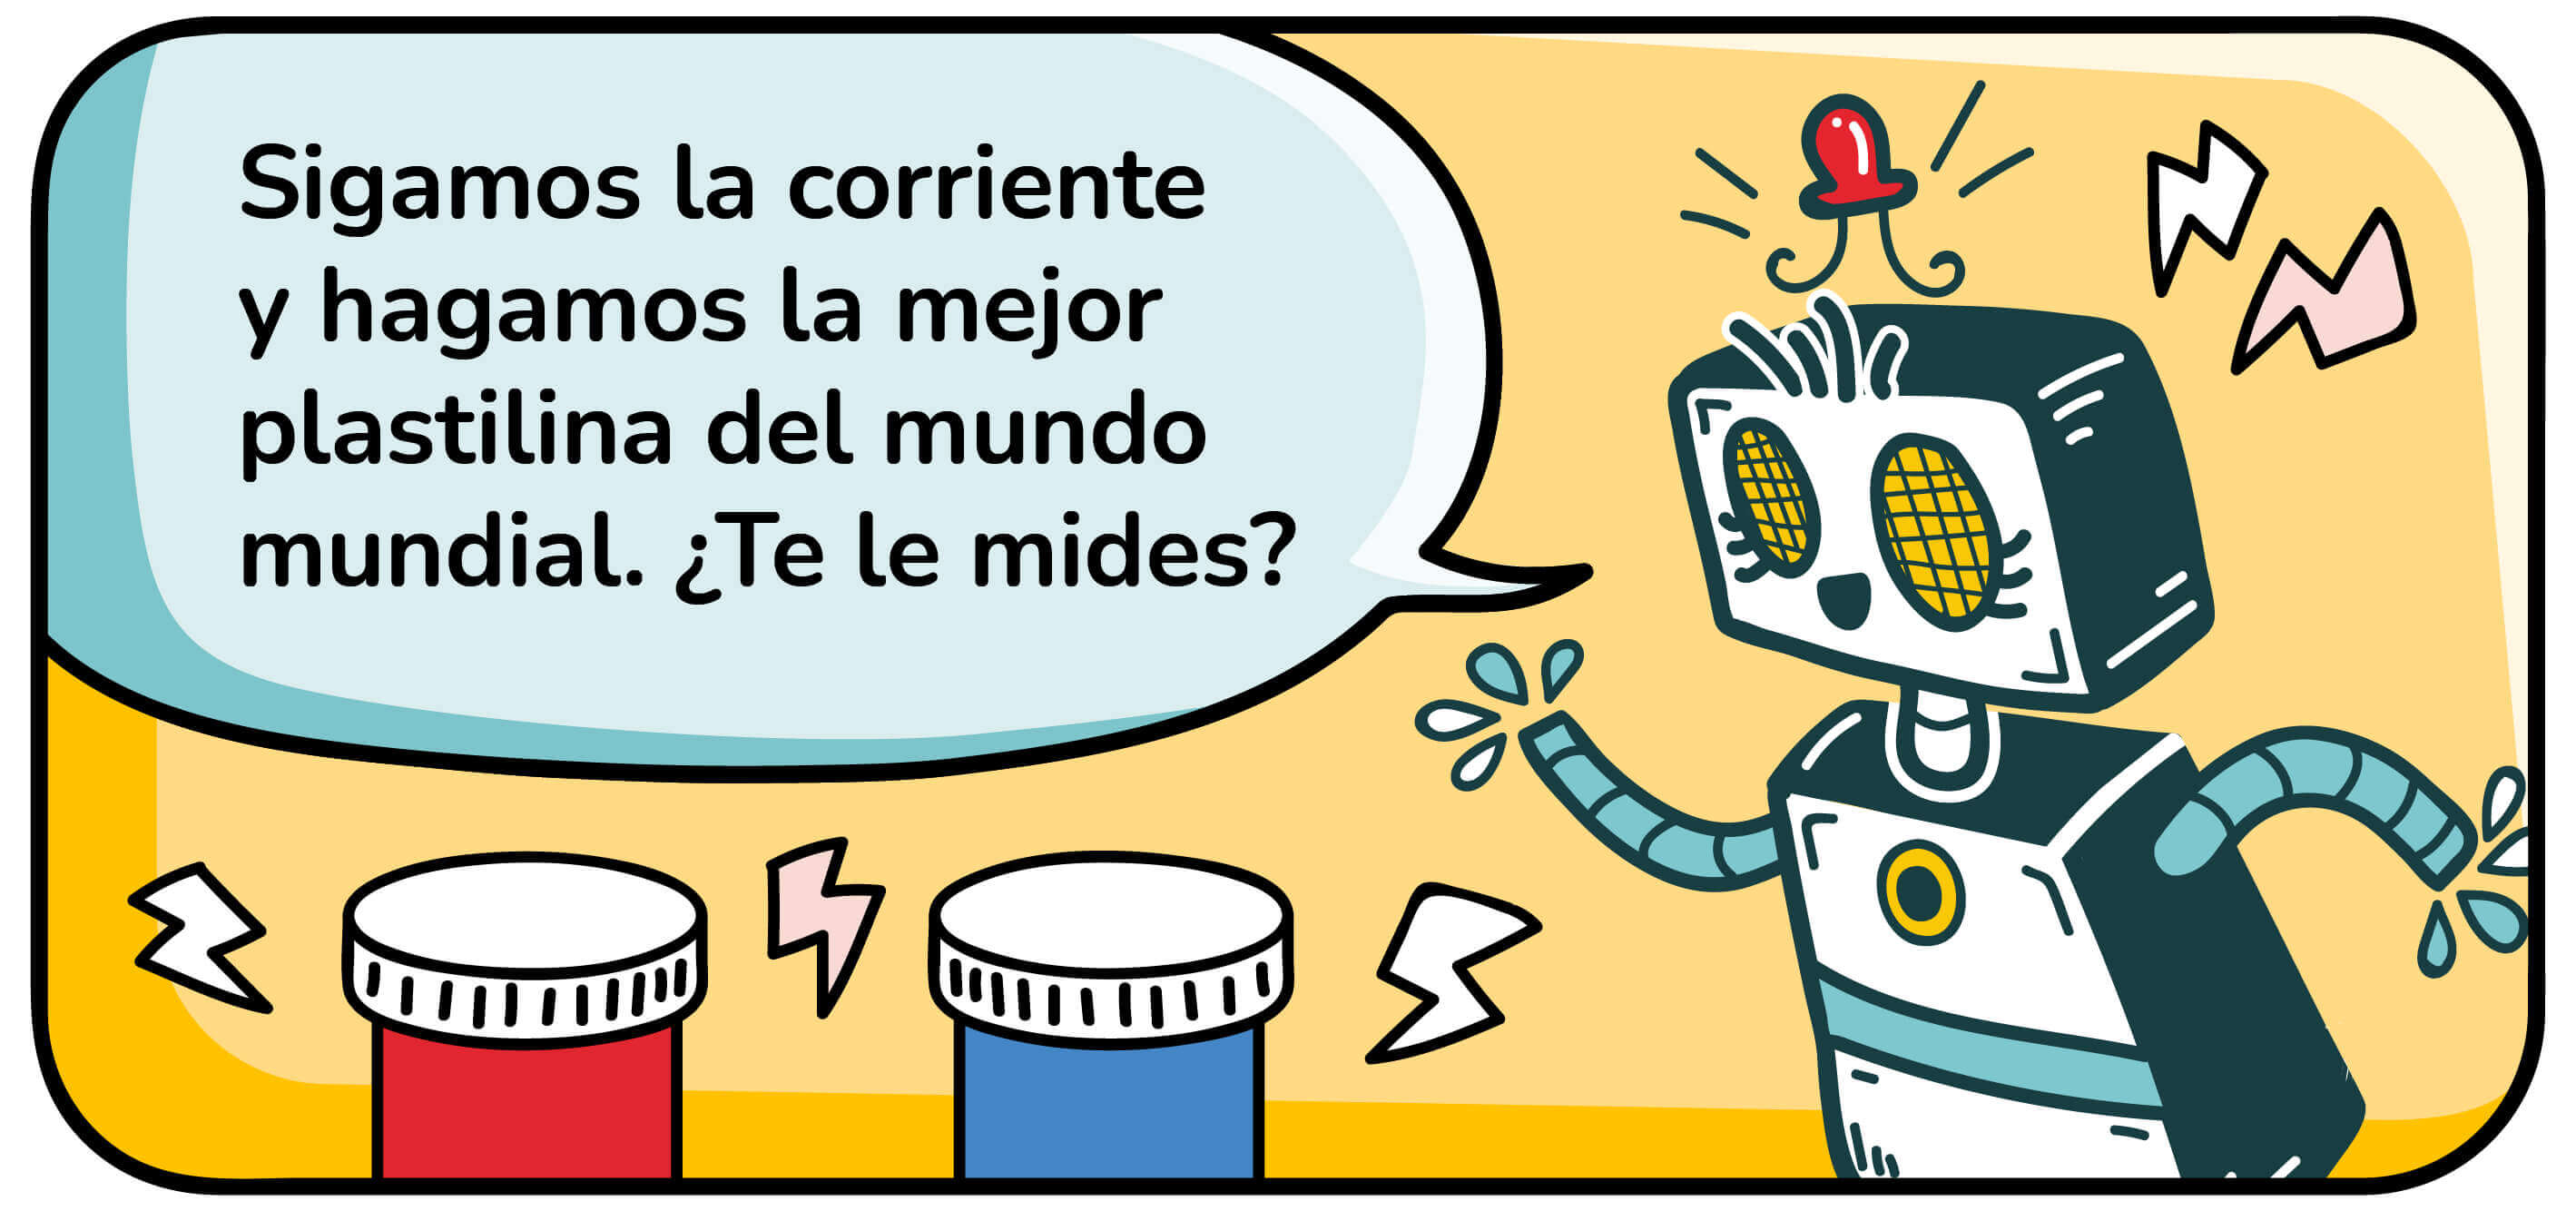 Sigamos la corriente
y hagamos la mejor
plastilina del mundo
mundial. ¿Te le mides?